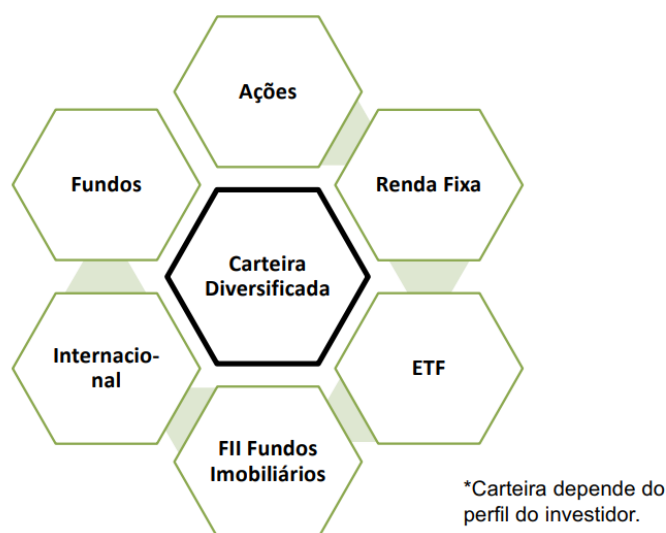 Ações
Fundos
Renda Fixa
Carteira
Diversificada
Internacio-
nal
ETF
FII Fundos
Imobiliários
*Carteira depende do
perfil do investidor.